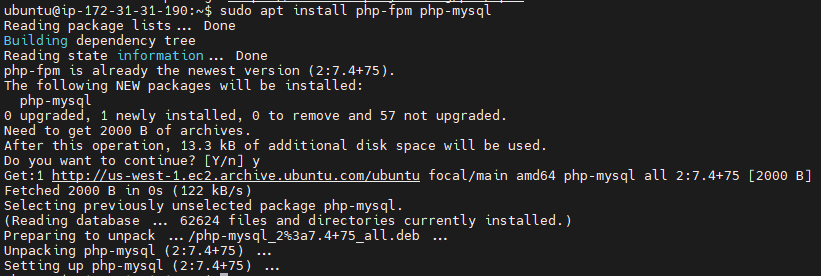 ubuntu@ip-172-31-31-190:~$ sudo apt install php-fpm php-mysql
Reading package lists... Done
Building dependency tree
Reading state information... Done
php-fpm is already the newest version (2:7.4+75).
The following NEW packages will be installed:
  php-mysql
0 upgraded, 1 newly installed, 0 to remove and 57 not upgraded.
Need to get 2000 B of archives.
After this operation, 13.3 kB of additional disk space will be used.
Do you want to continue? [Y/n] y
Get:1 http://us-west-1.ec2.archive.ubuntu.com/ubuntu focal/main amd64 php-mysql all 2:7.4+75 [2000 B]
Fetched 2000 B in 0s (122 kB/s)
Selecting previously unselected package php-mysql.
(Reading database ... 62624 files and directories currently installed.)
Preparing to unpack .../php-mysql_2%3a7.4+75_all.deb ...
Unpacking php-mysql (2:7.4+75) ...
Setting up php-mysql (2:7.4+75) ...